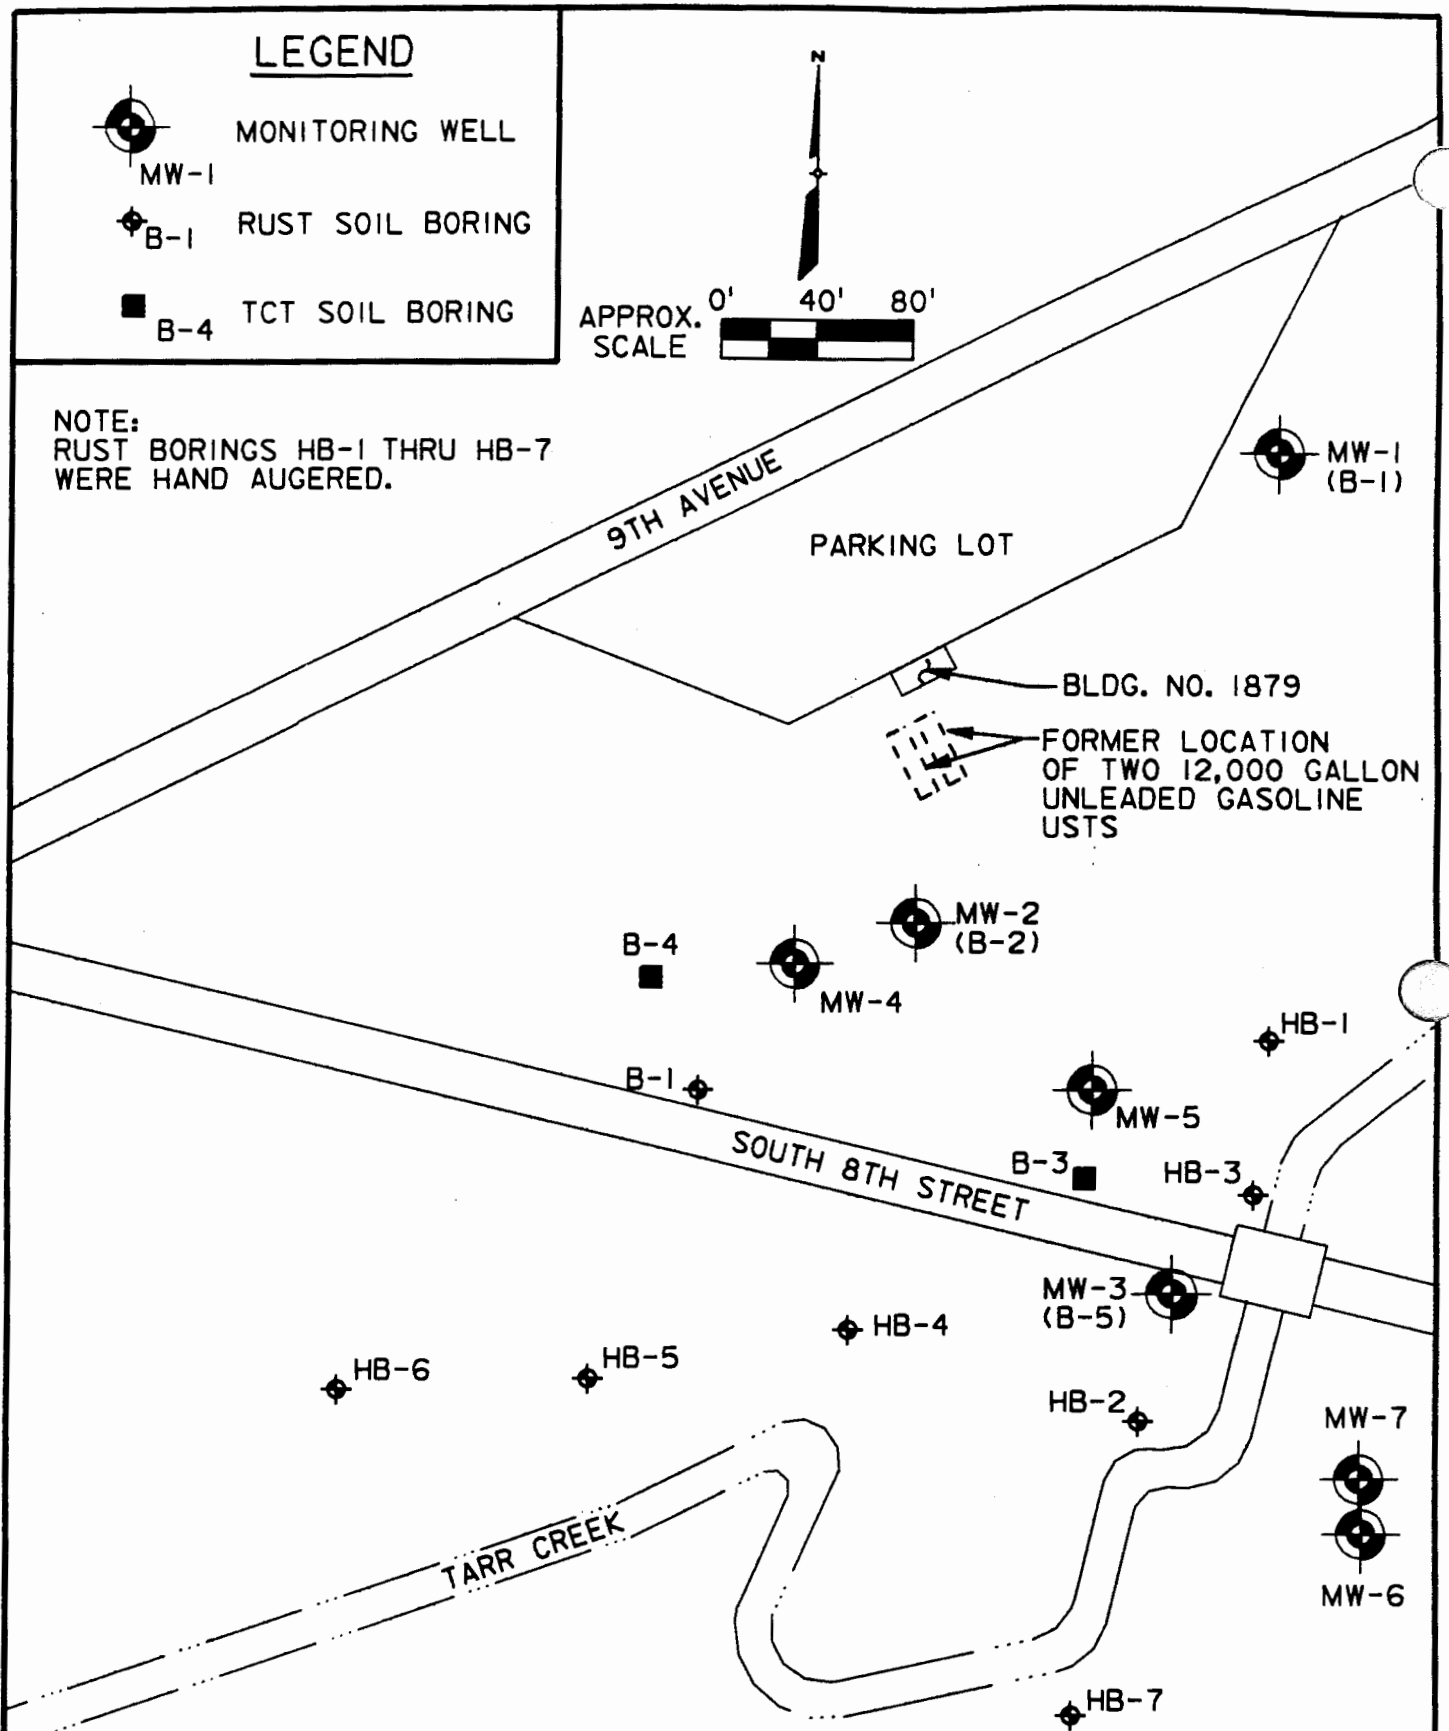 LEGEND
MONITORING WELL
MW-1
RUST SOIL BORING
B-1
TCT SOIL BORING
B-4
N
APPROX.
SCALE
0' 40' 80'
NOTE:
RUST BORINGS HB-1 THRU HB-7
WERE HAND AUGERED.
9TH AVENUE
PARKING LOT
MW-1
(B-1)
BLDG. NO. 1879
FORMER LOCATION
OF TWO 12,000 GALLON
UNLEADED GASOLINE
USTS
MW-2
(B-2)
B-4
MW-4
HB-1
B-1
MW-5
SOUTH 8TH STREET
B-3
HB-3
MW-3
(B-5)
HB-4
HB-5
HB-6
HB-2
MW-7
MW-6
TARR CREEK
HB-7